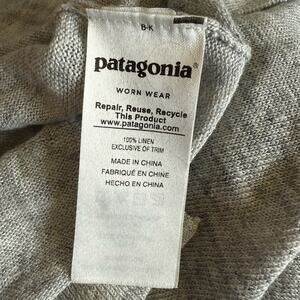 B-K
patagonia®
WORN WEAR
Repair, Reuse, Recycle
This Product
www.patagonia.com
100% LINEN
EXCLUSIVE OF TRIM
MADE IN CHINA
FABRIQUÉ EN CHINE
HECHO EN CHINA